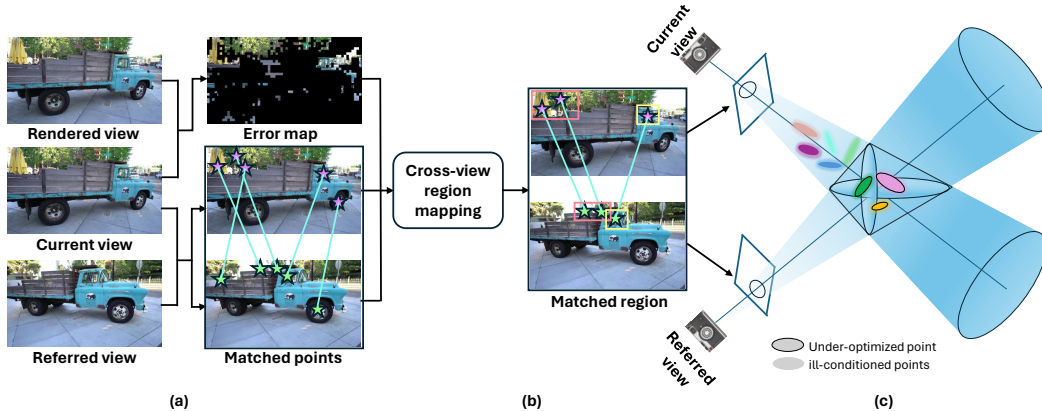 Rendered view
Error map
Current view
Referred view
Matched points
Cross-view
region
mapping
Matched region
Current
view
Referred
view
Under-optimized point
ill-conditioned points
(a)
(b)
(c)